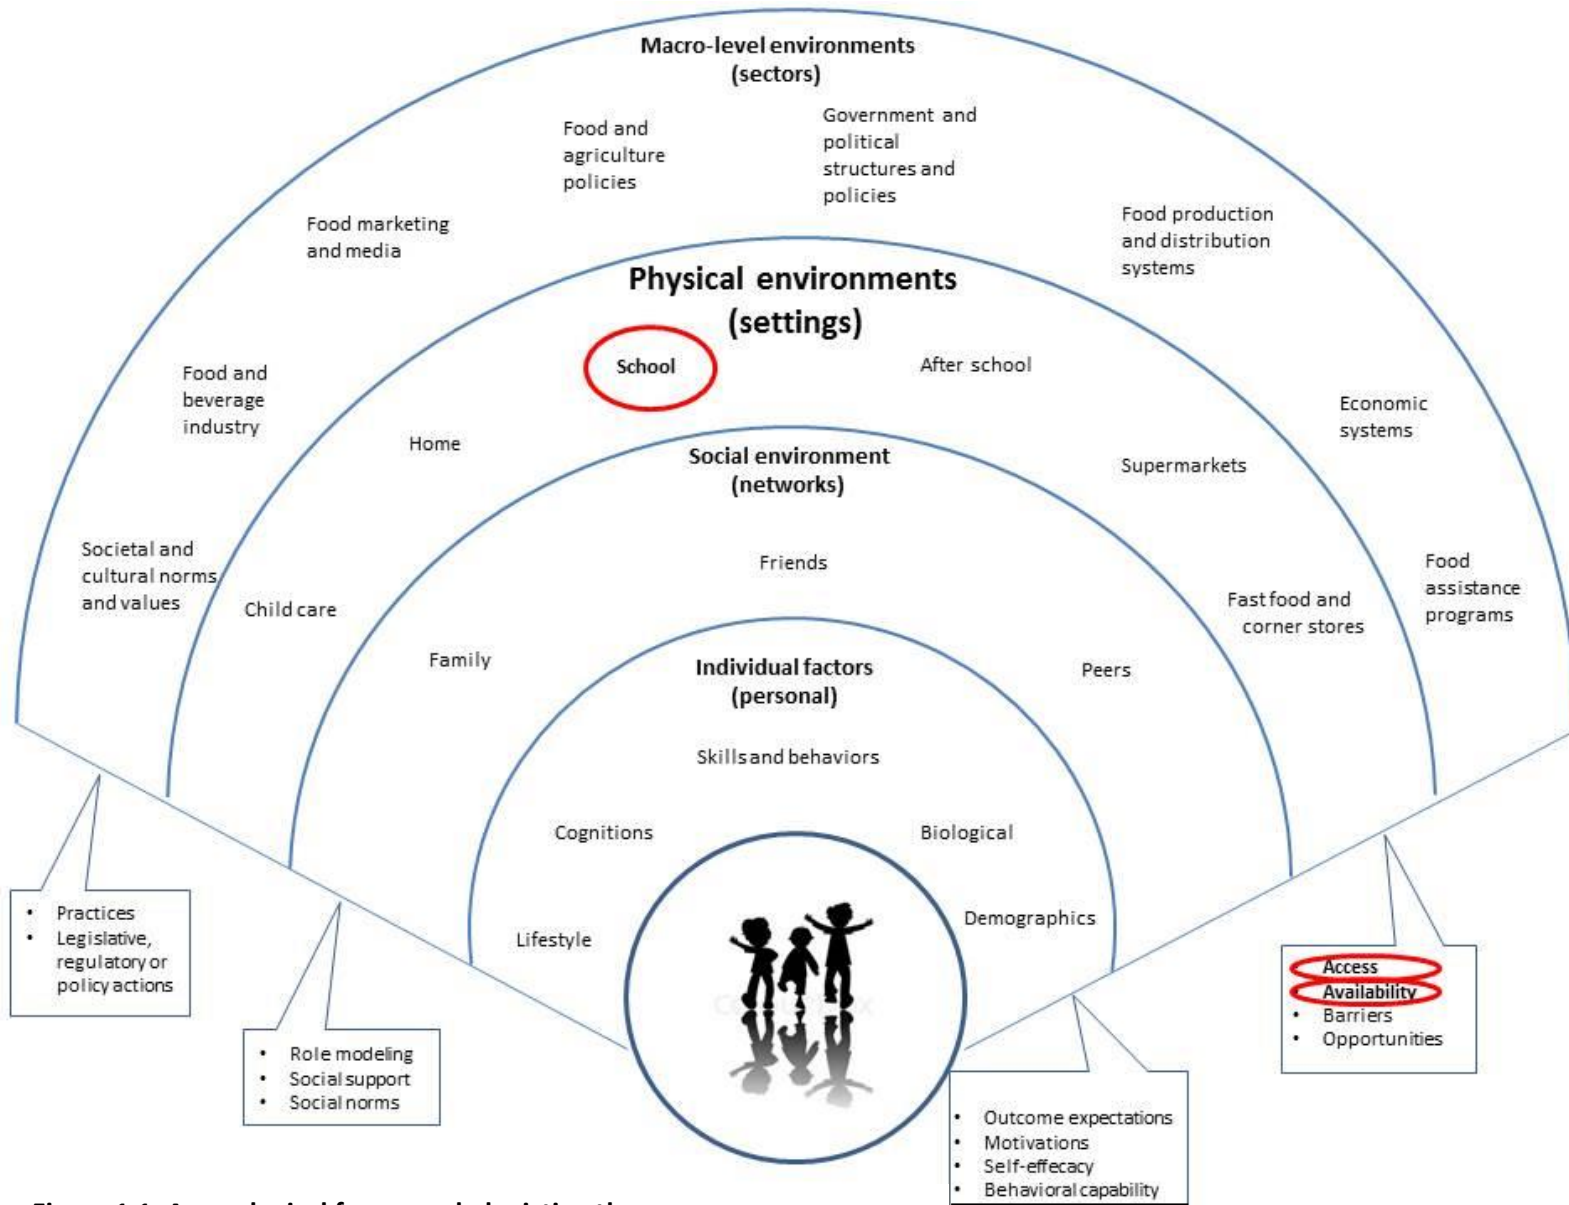 Macro-level environments
(sectors)
Food and
agriculture
policies
Government and
political
structures and
policies
Food marketing
and media
Food production
and distribution
systems
Physical environments
(settings)
School
After school
Food and
beverage
industry
Home
Economic
systems
Social environment
(networks)
Supermarkets
Societal and
cultural norms
and values
Child care
Friends
Fast food and
corner stores
Food
assistance
programs
Family
Individual factors
(personal)
Peers
Skills and behaviors
Cognitions
Biological
Lifestyle
Demographics
• Practices
• Legislative,
regulatory or
policy actions
• Role modeling
• Social support
• Social norms
• Outcome expectations
• Motivations
• Self-effecacy
• Behavioral capability
Access
• Availability
• Barriers
• Opportunities